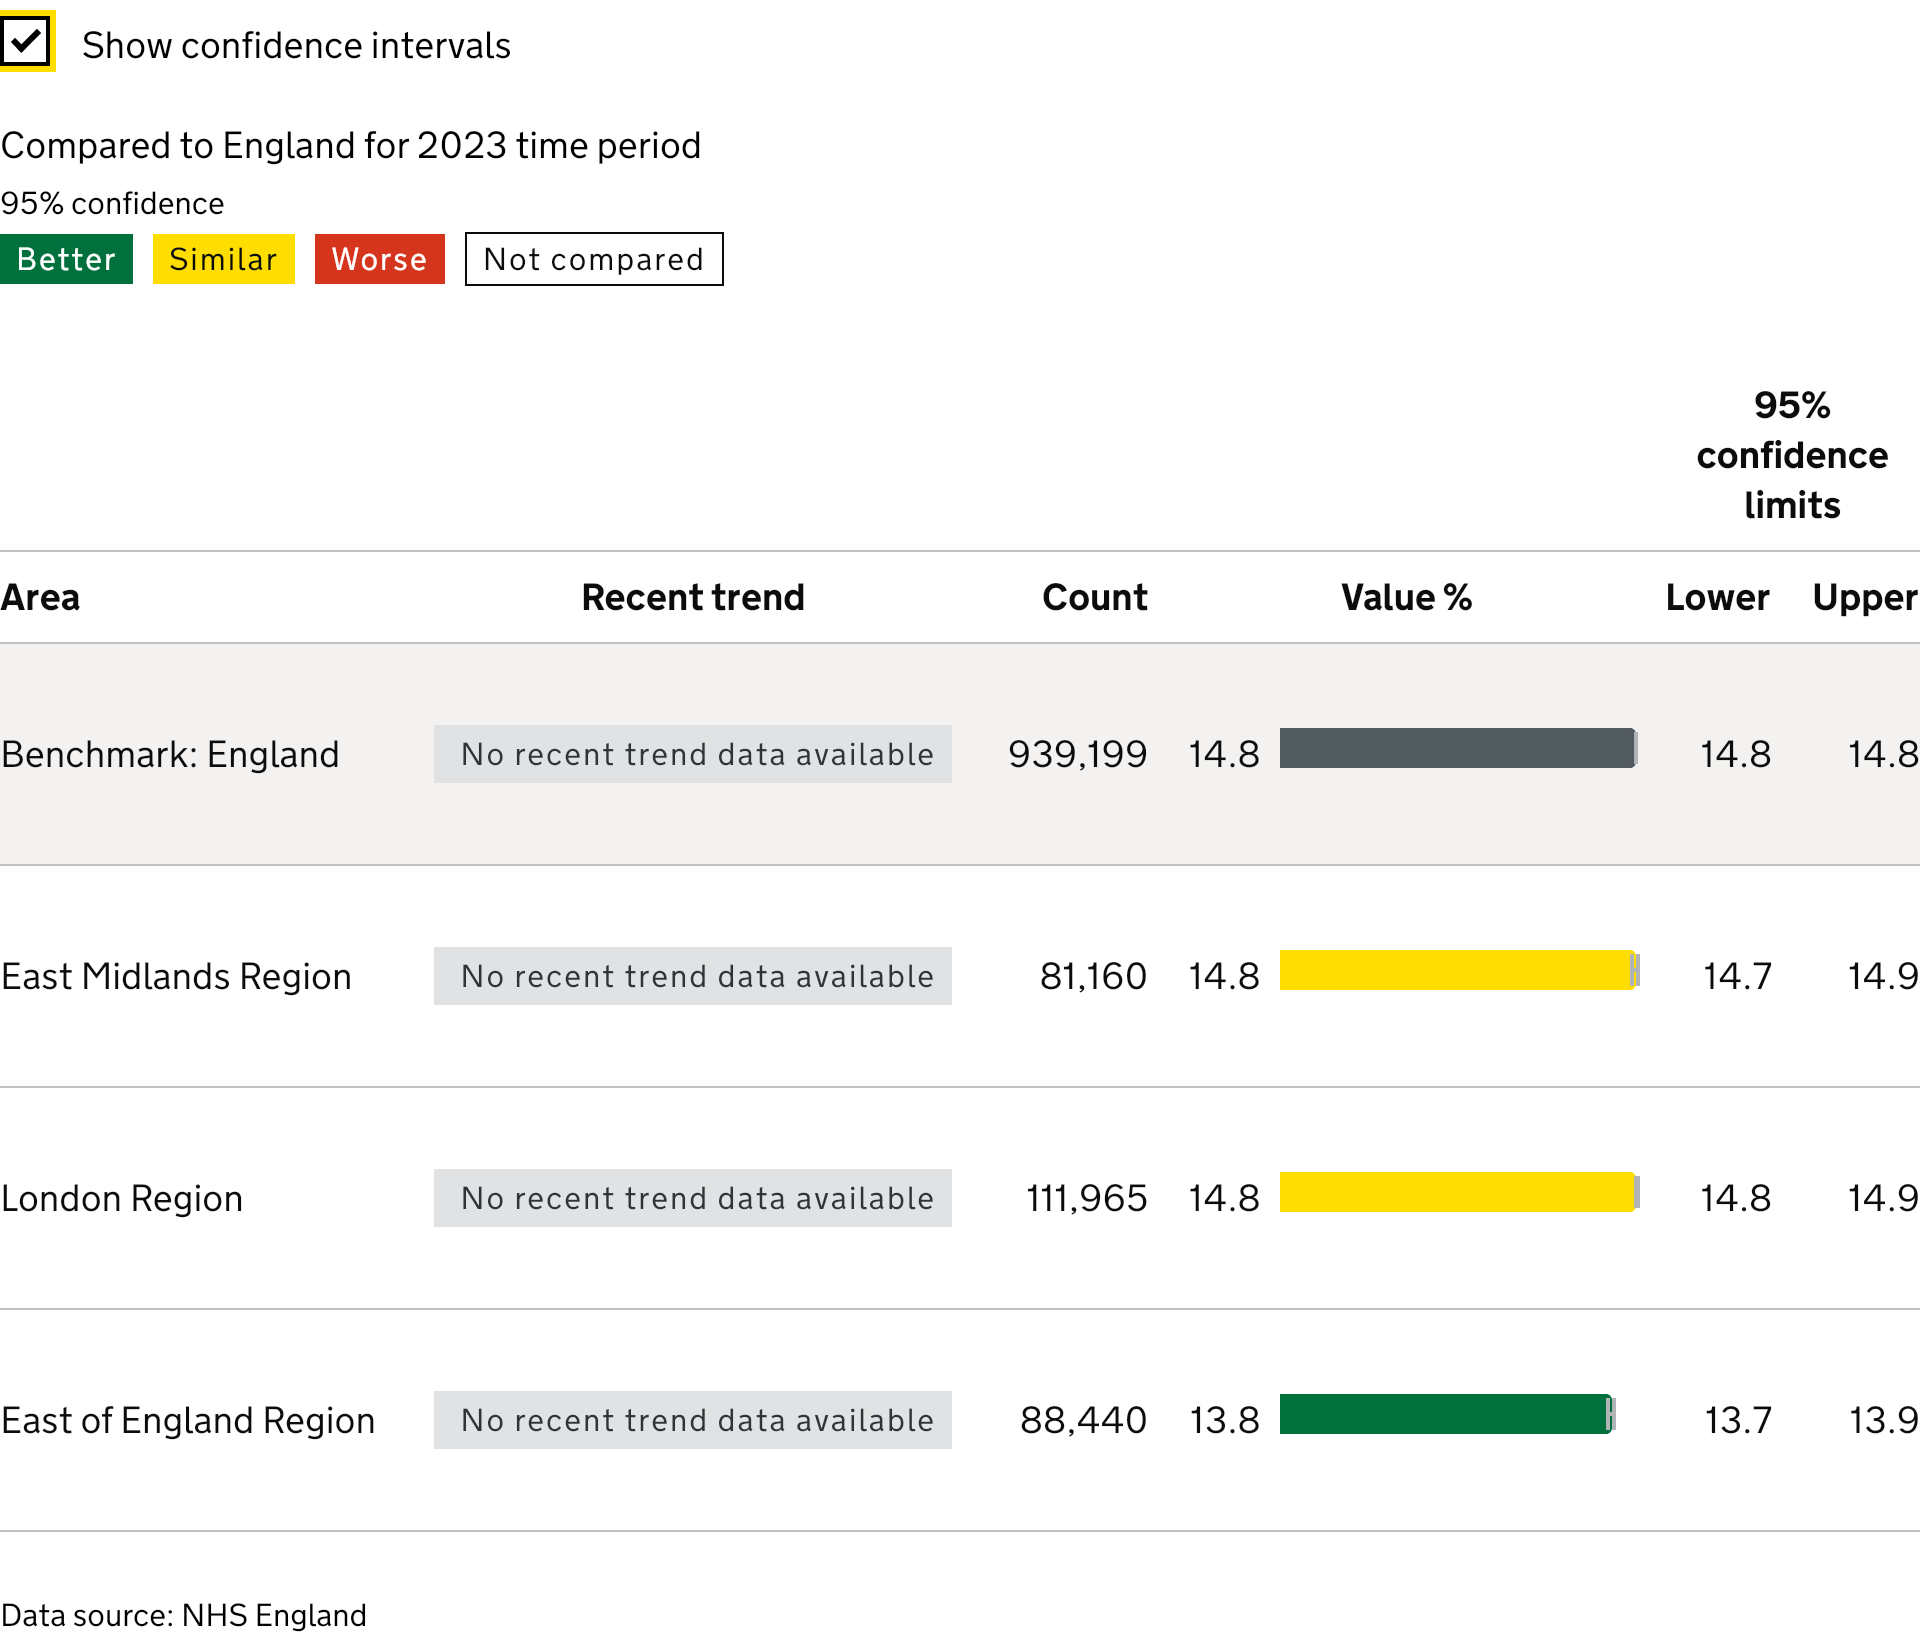 Show confidence intervals
Compared to England for 2023 time period
95% confidence
Better Similar Worse Not compared
95%
confidence
limits
Area Recent trend Count Value % Lower Upper
Benchmark: England No recent trend data available 939,199 14.8 14.8 14.8
East Midlands Region No recent trend data available 81,160 14.8 14.7 14.9
London Region No recent trend data available 111,965 14.8 14.8 14.9
East of England Region No recent trend data available 88,440 13.8 13.7 13.9
Data source: NHS England